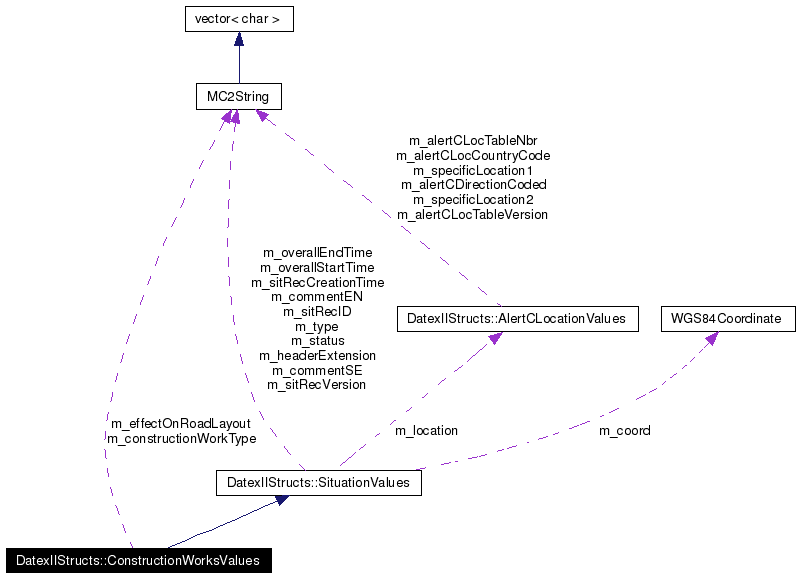 vector< char >
MC2String
m_alertCLocTableNbr
m_alertCLocCountryCode
m_specificLocation1
m_alertCDirectionCoded
m_specificLocation2
m_alertCLocTableVersion
m_overallEndTime
m_overallStartTime
m_sitRecCreationTime
m_commentEN
m_sitRecID
m_type
m_status
m_headerExtension
m_commentSE
m_sitRecVersion
DatexIIStructs::AlertCLocationValues
WGS84Coordinate
m_effectOnRoadLayout
m_constructionWorkType
m_location
m_coord
DatexIIStructs::SituationValues
DatexIIStructs::ConstructionWorksValues